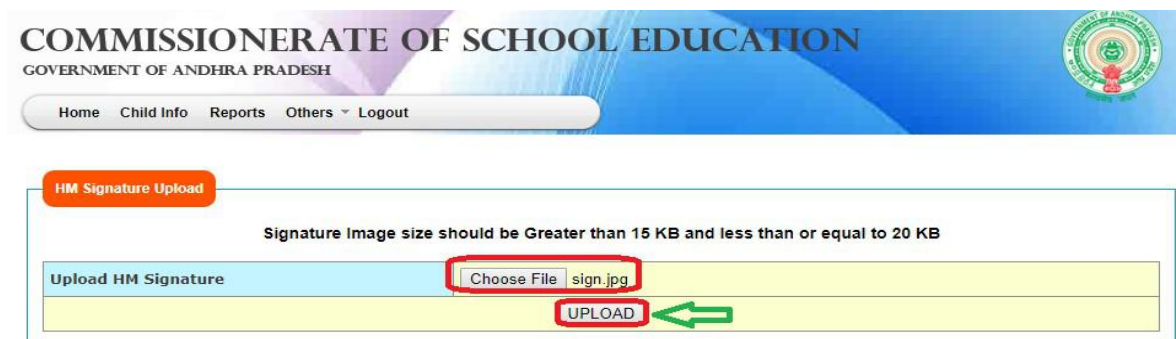 COMMISSIONERATE OF SCHOOL EDUCATION
GOVERNMENT OF ANDHRA PRADESH
Home Child Info Reports Others Logout
HM Signature Upload
Signature Image size should be Greater than 15 KB and less than or equal to 20 KB
Upload HM Signature Choose File sign.jpg
UPLOAD